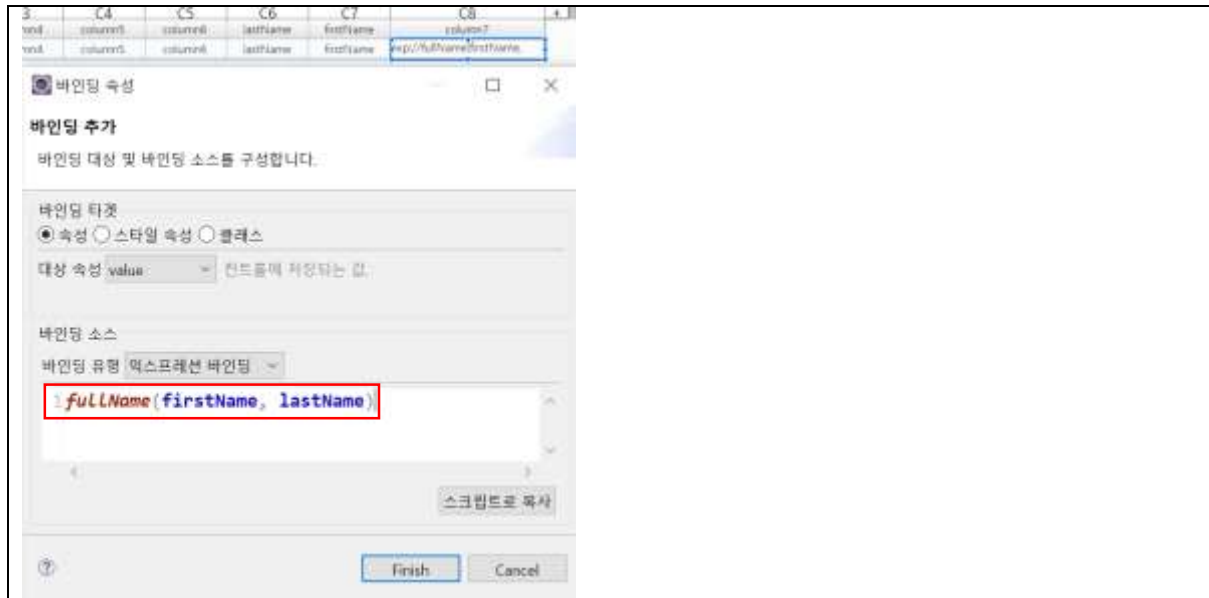 3 C4 C5 C6 C7 C8
column5 column6 lastName firstName column7
column5 column6 lastName firstName exp://fullName(firstName,
바인딩 속성
바인딩 추가
바인딩 대상 및 바인딩 소스를 구성합니다.
바인딩 타겟
속성 스타일 속성 클래스
대상 속성 value 컨트롤에 저장되는 값.
바인딩 소스
바인딩 유형 익스프레션 바인딩
1 fullName(firstName, lastName)
스크립트로 복사
Finish Cancel